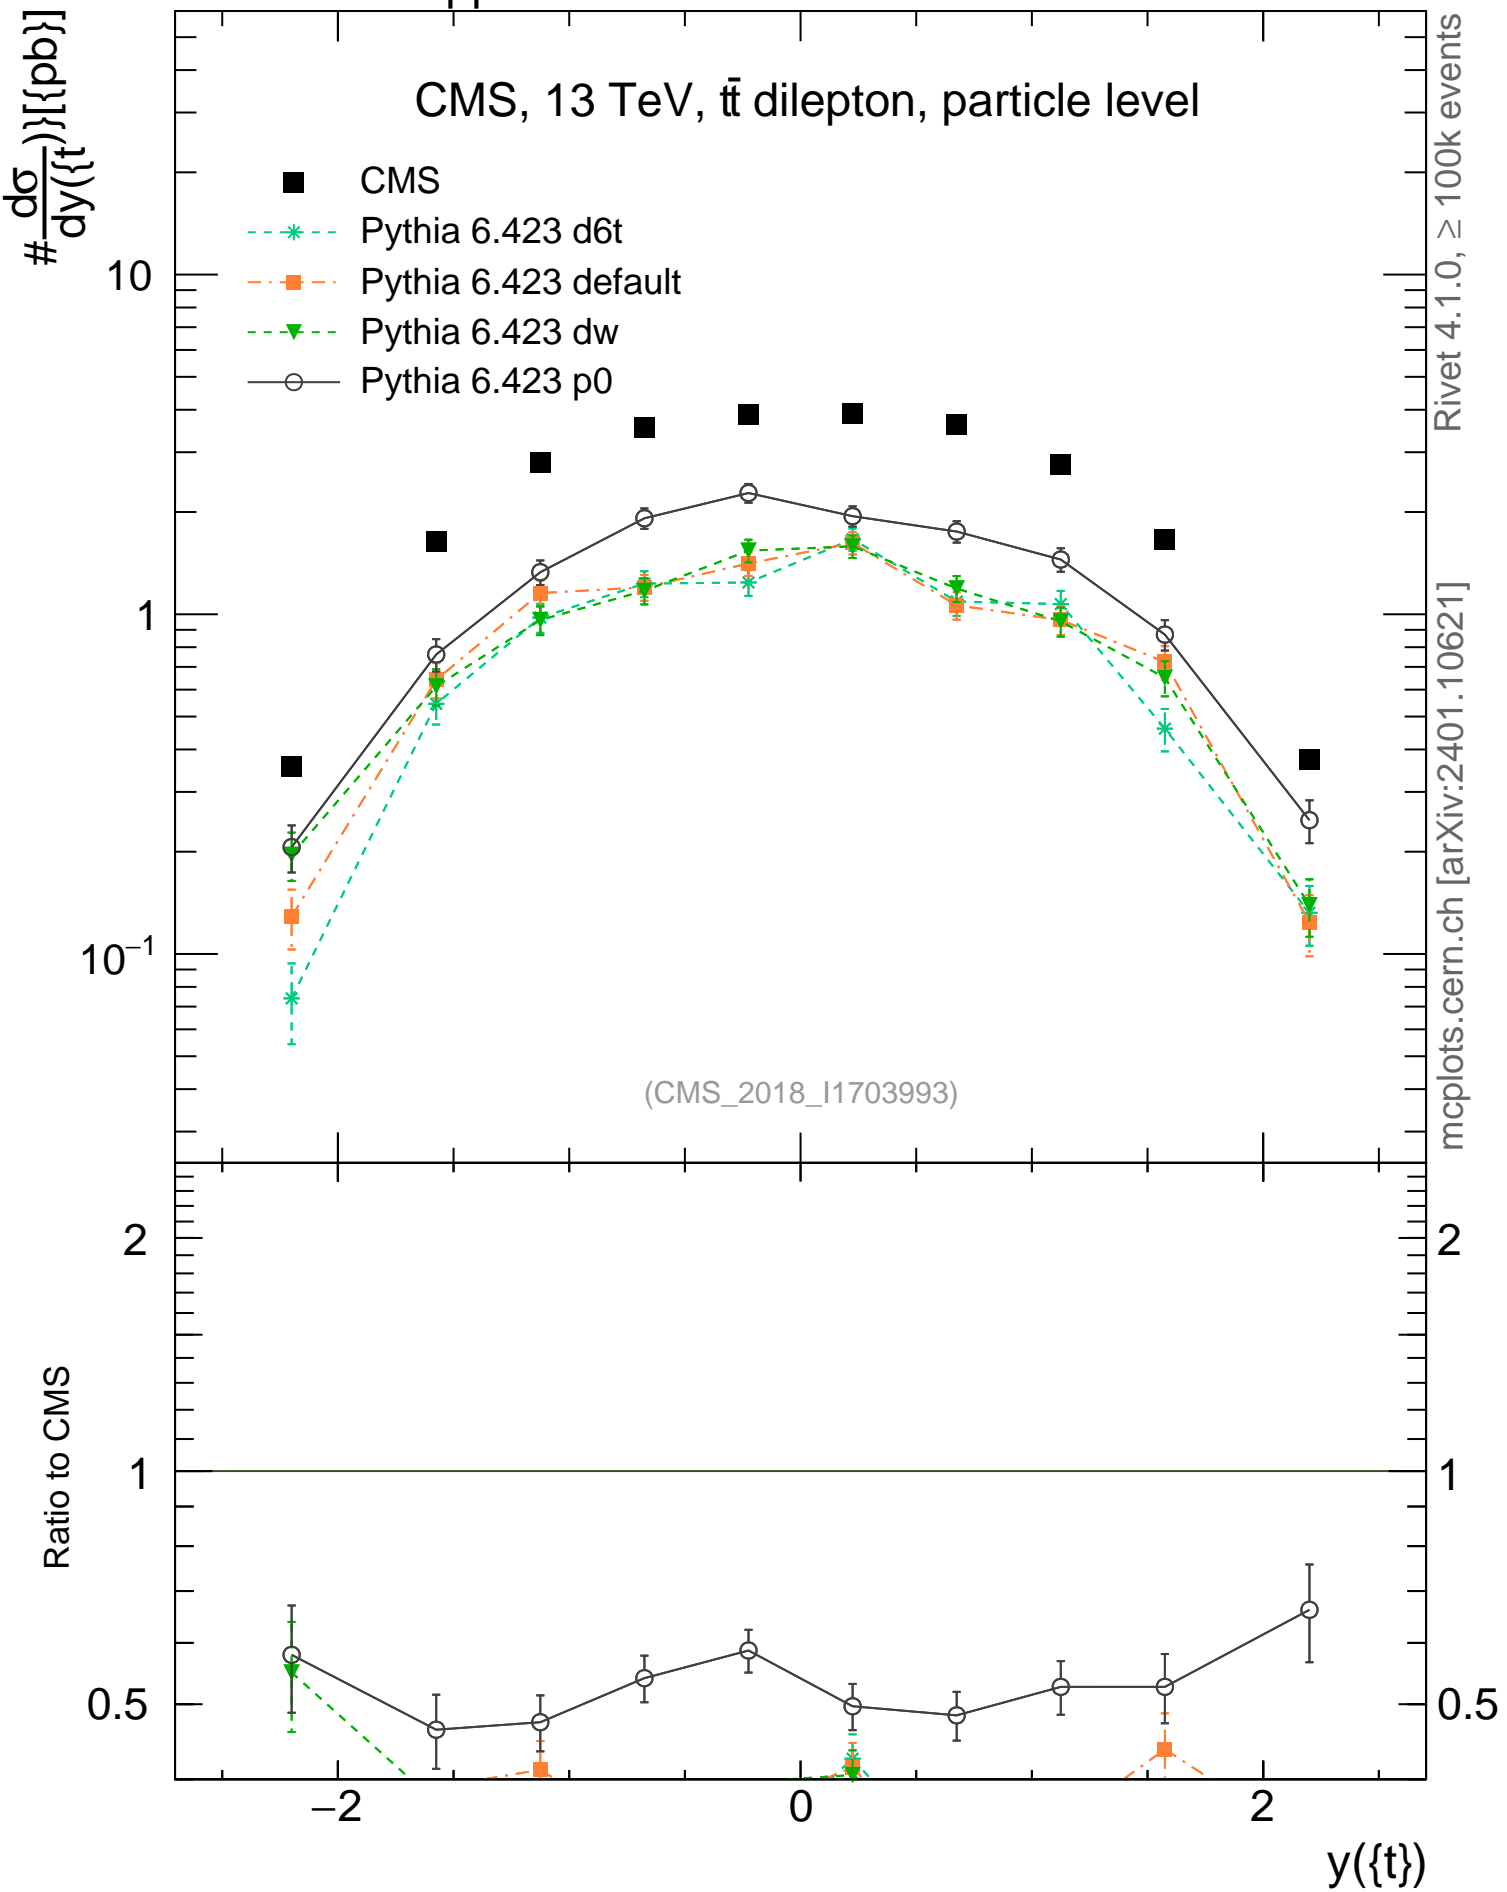 #dσ/dy({t})}[{pb}]
CMS, 13 TeV, tt̄ dilepton, particle level
CMS
Pythia 6.423 d6t
Pythia 6.423 default
Pythia 6.423 dw
Pythia 6.423 p0
10
1
10⁻¹
(CMS_2018_I1703993)
Rivet 4.1.0, ≥ 100k events
mcplots.cern.ch [arXiv:2401.10621]
Ratio to CMS
2
1
0.5
2
1
0.5
−2
0
2
y({t})